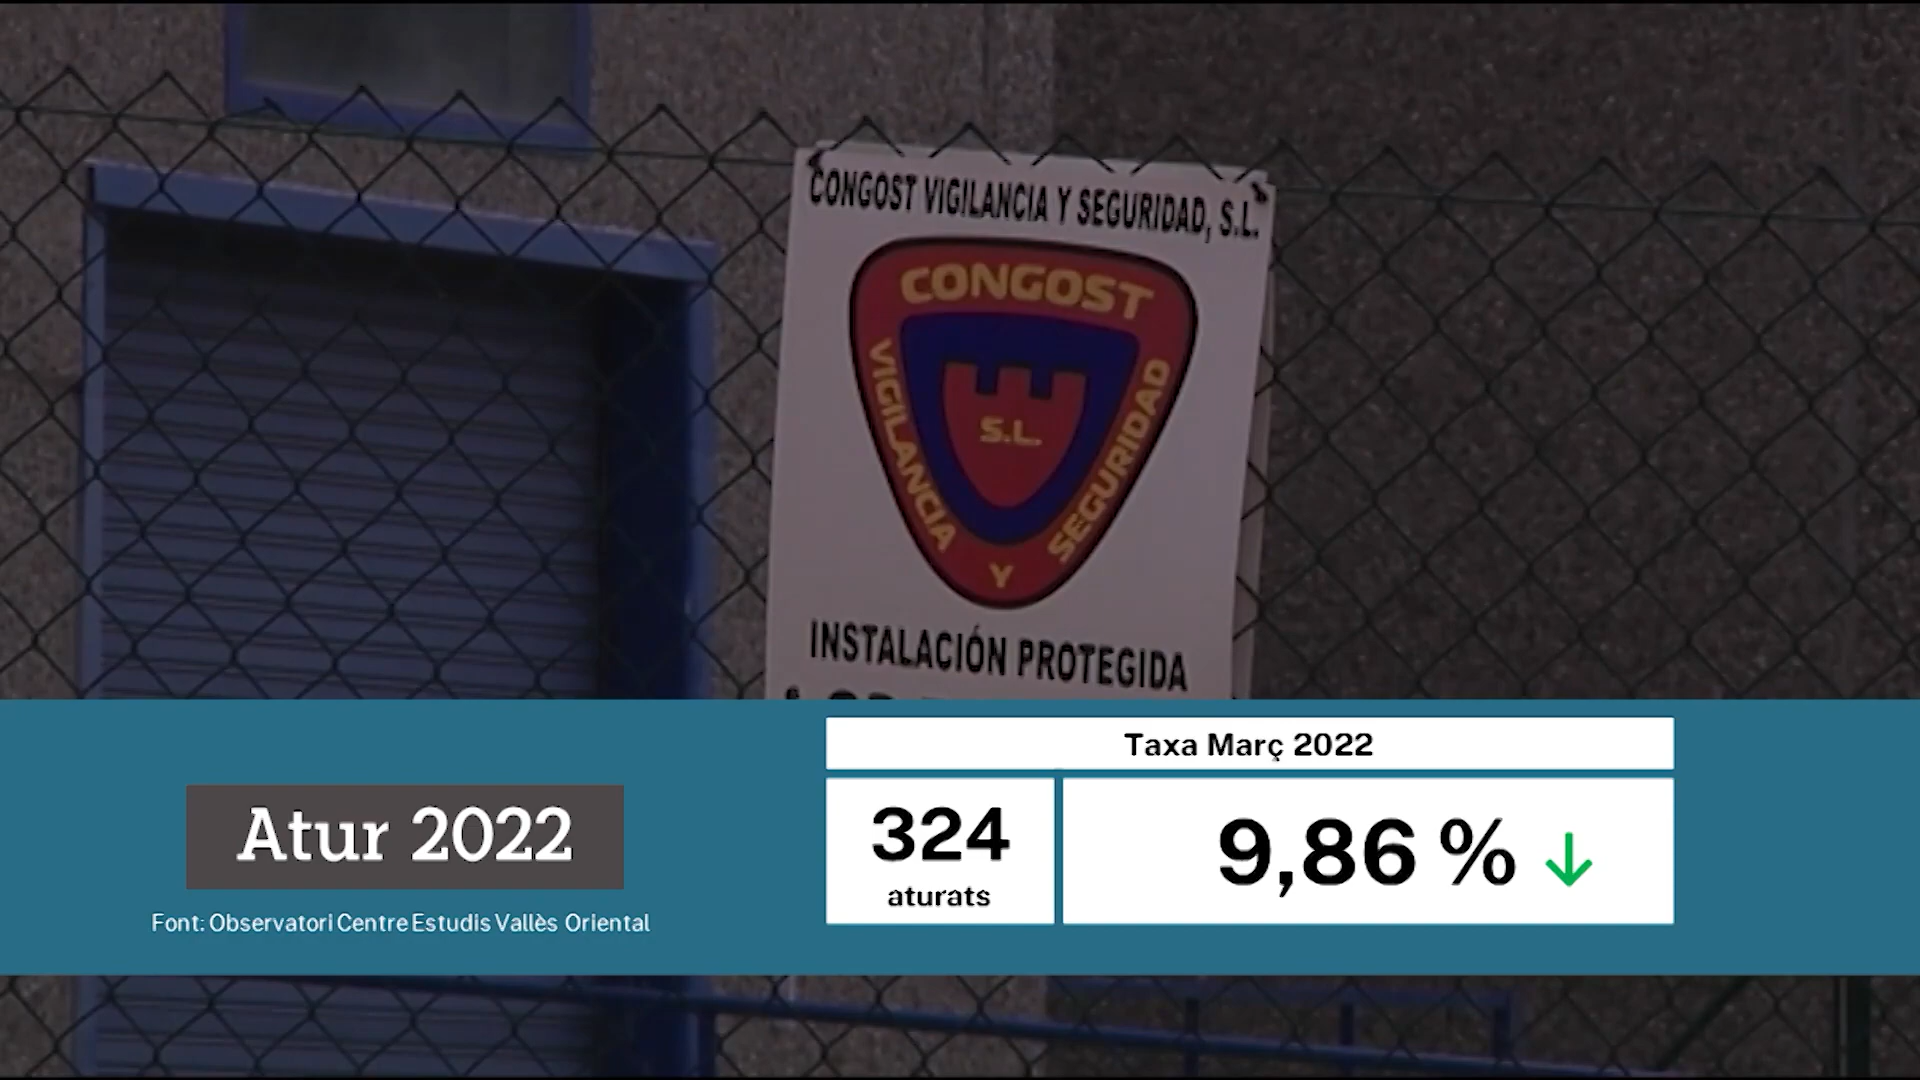 CONGOST VIGILANCIA Y SEGURIDAD, S.L.
CONGOST
VIGILANCIA
Y
SEGURIDAD
S.L.
INSTALACIÓN PROTEGIDA
Taxa Març 2022
Atur 2022
324
aturats
9,86 %
Font: Observatori Centre Estudis Vallès Oriental